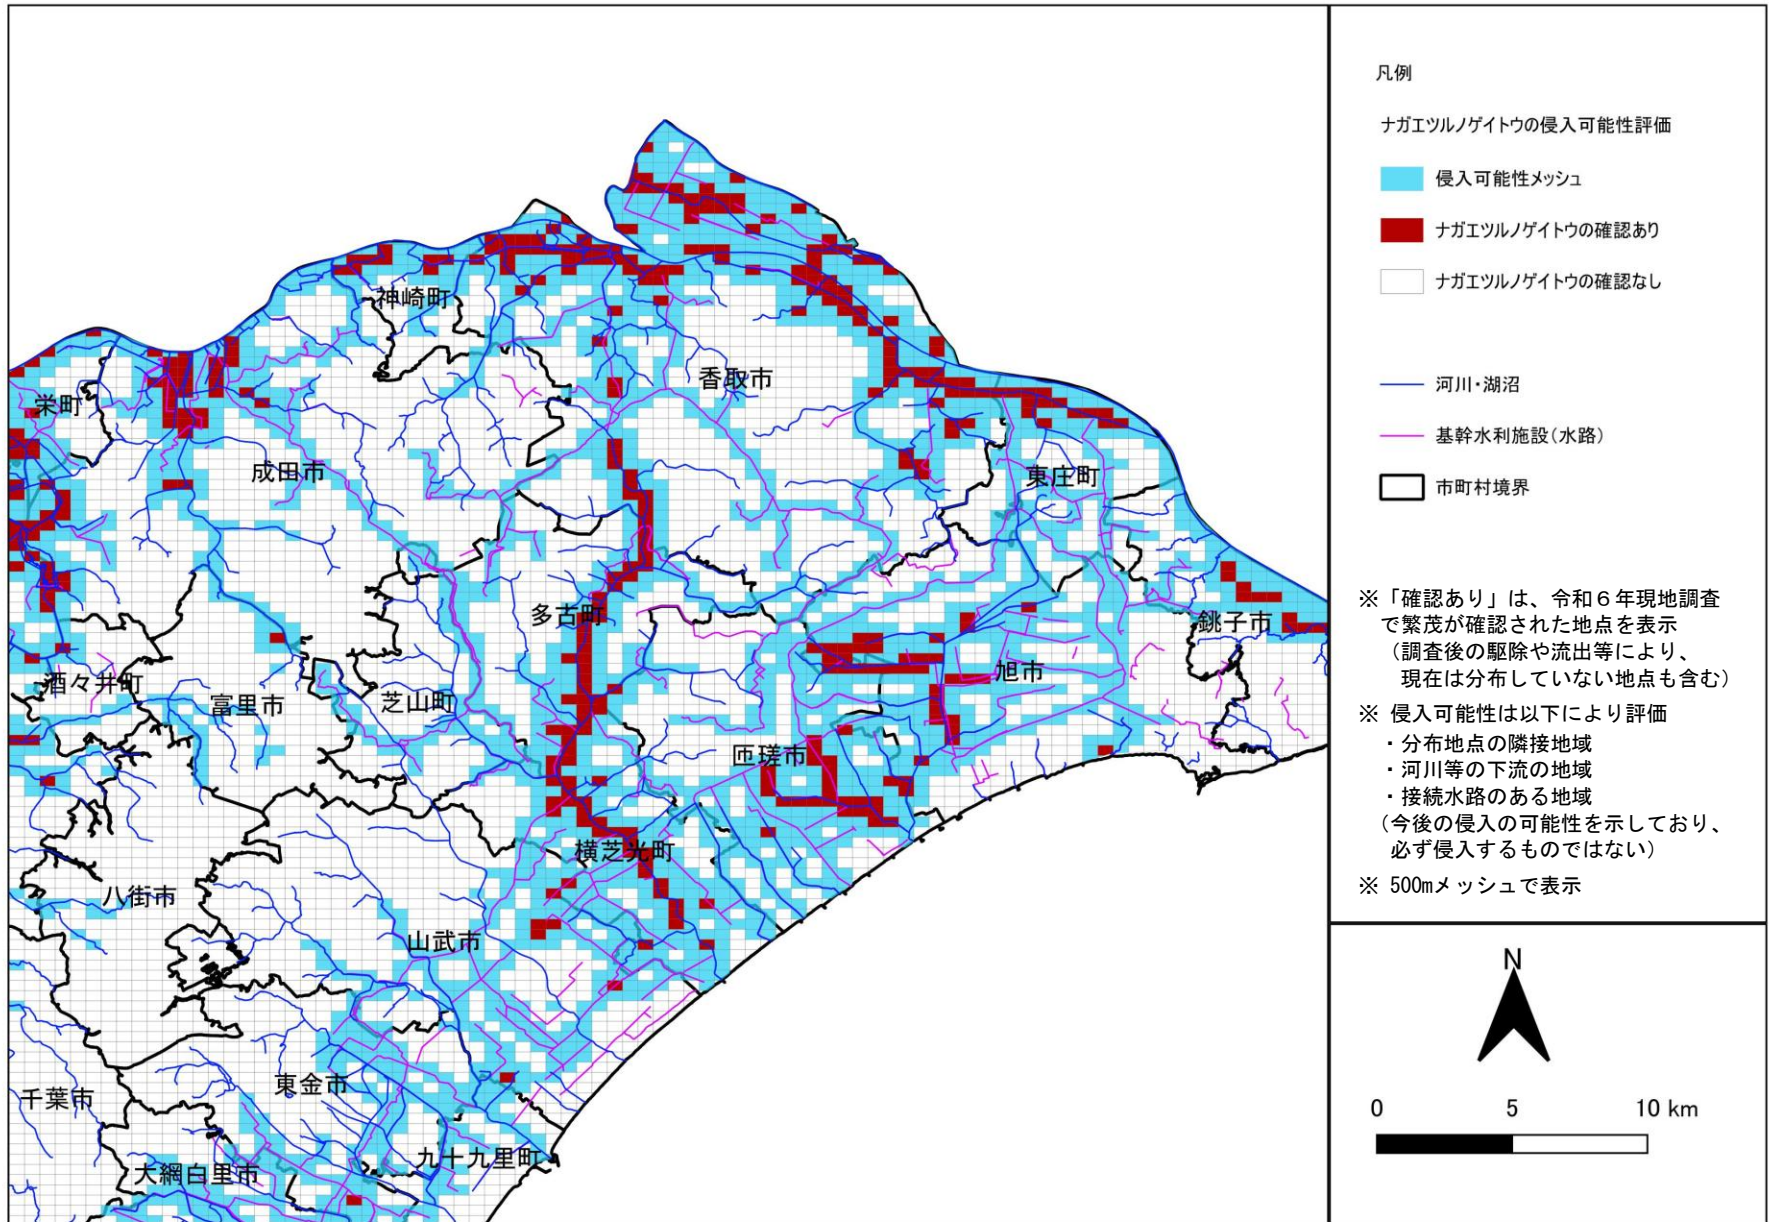 神崎町
香取市
栄町
成田市
東庄町
多古町
銚子市
酒々井町
富里市
芝山町
旭市
匝瑳市
横芝光町
八街市
山武市
東金市
千葉市
九十九里町
大網白里市
凡例
ナガエツルノゲイトウの侵入可能性評価
侵入可能性メッシュ
ナガエツルノゲイトウの確認あり
ナガエツルノゲイトウの確認なし
河川・湖沼
基幹水利施設(水路)
市町村境界
※「確認あり」は、令和6年現地調査
で繁茂が確認された地点を表示
(調査後の駆除や流出等により、
現在は分布していない地点も含む)
※ 侵入可能性は以下により評価
・分布地点の隣接地域
・河川等の下流の地域
・接続水路のある地域
(今後の侵入の可能性を示しており、
必ず侵入するものではない)
※ 500mメッシュで表示
N
0 5 10 km